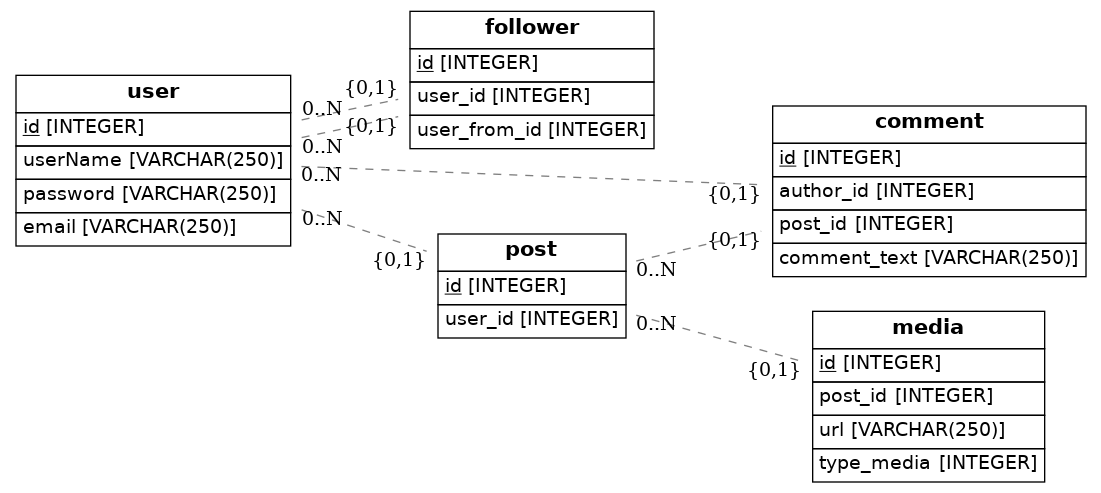 user
id [INTEGER]
userName [VARCHAR(250)]
password [VARCHAR(250)]
email [VARCHAR(250)]
0..N
{0,1}
0..N
{0,1}
0..N
{0,1}
0..N
{0,1}
follower
id [INTEGER]
user_id [INTEGER]
user_from_id [INTEGER]
post
id [INTEGER]
user_id [INTEGER]
0..N
{0,1}
0..N
{0,1}
comment
id [INTEGER]
author_id [INTEGER]
post_id [INTEGER]
comment_text [VARCHAR(250)]
media
id [INTEGER]
post_id [INTEGER]
url [VARCHAR(250)]
type_media [INTEGER]